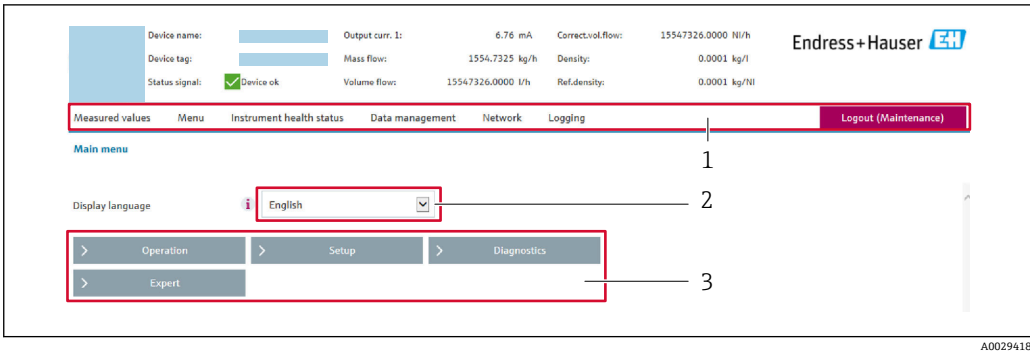 Device name: Output curr. 1: 6.76 mA Correct.vol.flow: 15547326.0000 Nl/h
Endress+Hauser EH
Device tag: Mass flow: 1554.7325 kg/h Density: 0.0001 kg/l
Status signal: Device ok Volume flow: 15547326.0000 l/h Ref.density: 0.0001 kg/Nl
Measured values Menu Instrument health status Data management Network Logging Logout (Maintenance)
1
Main menu
Display language i English 2
> Operation > Setup > Diagnostics
> Expert 3
A0029418